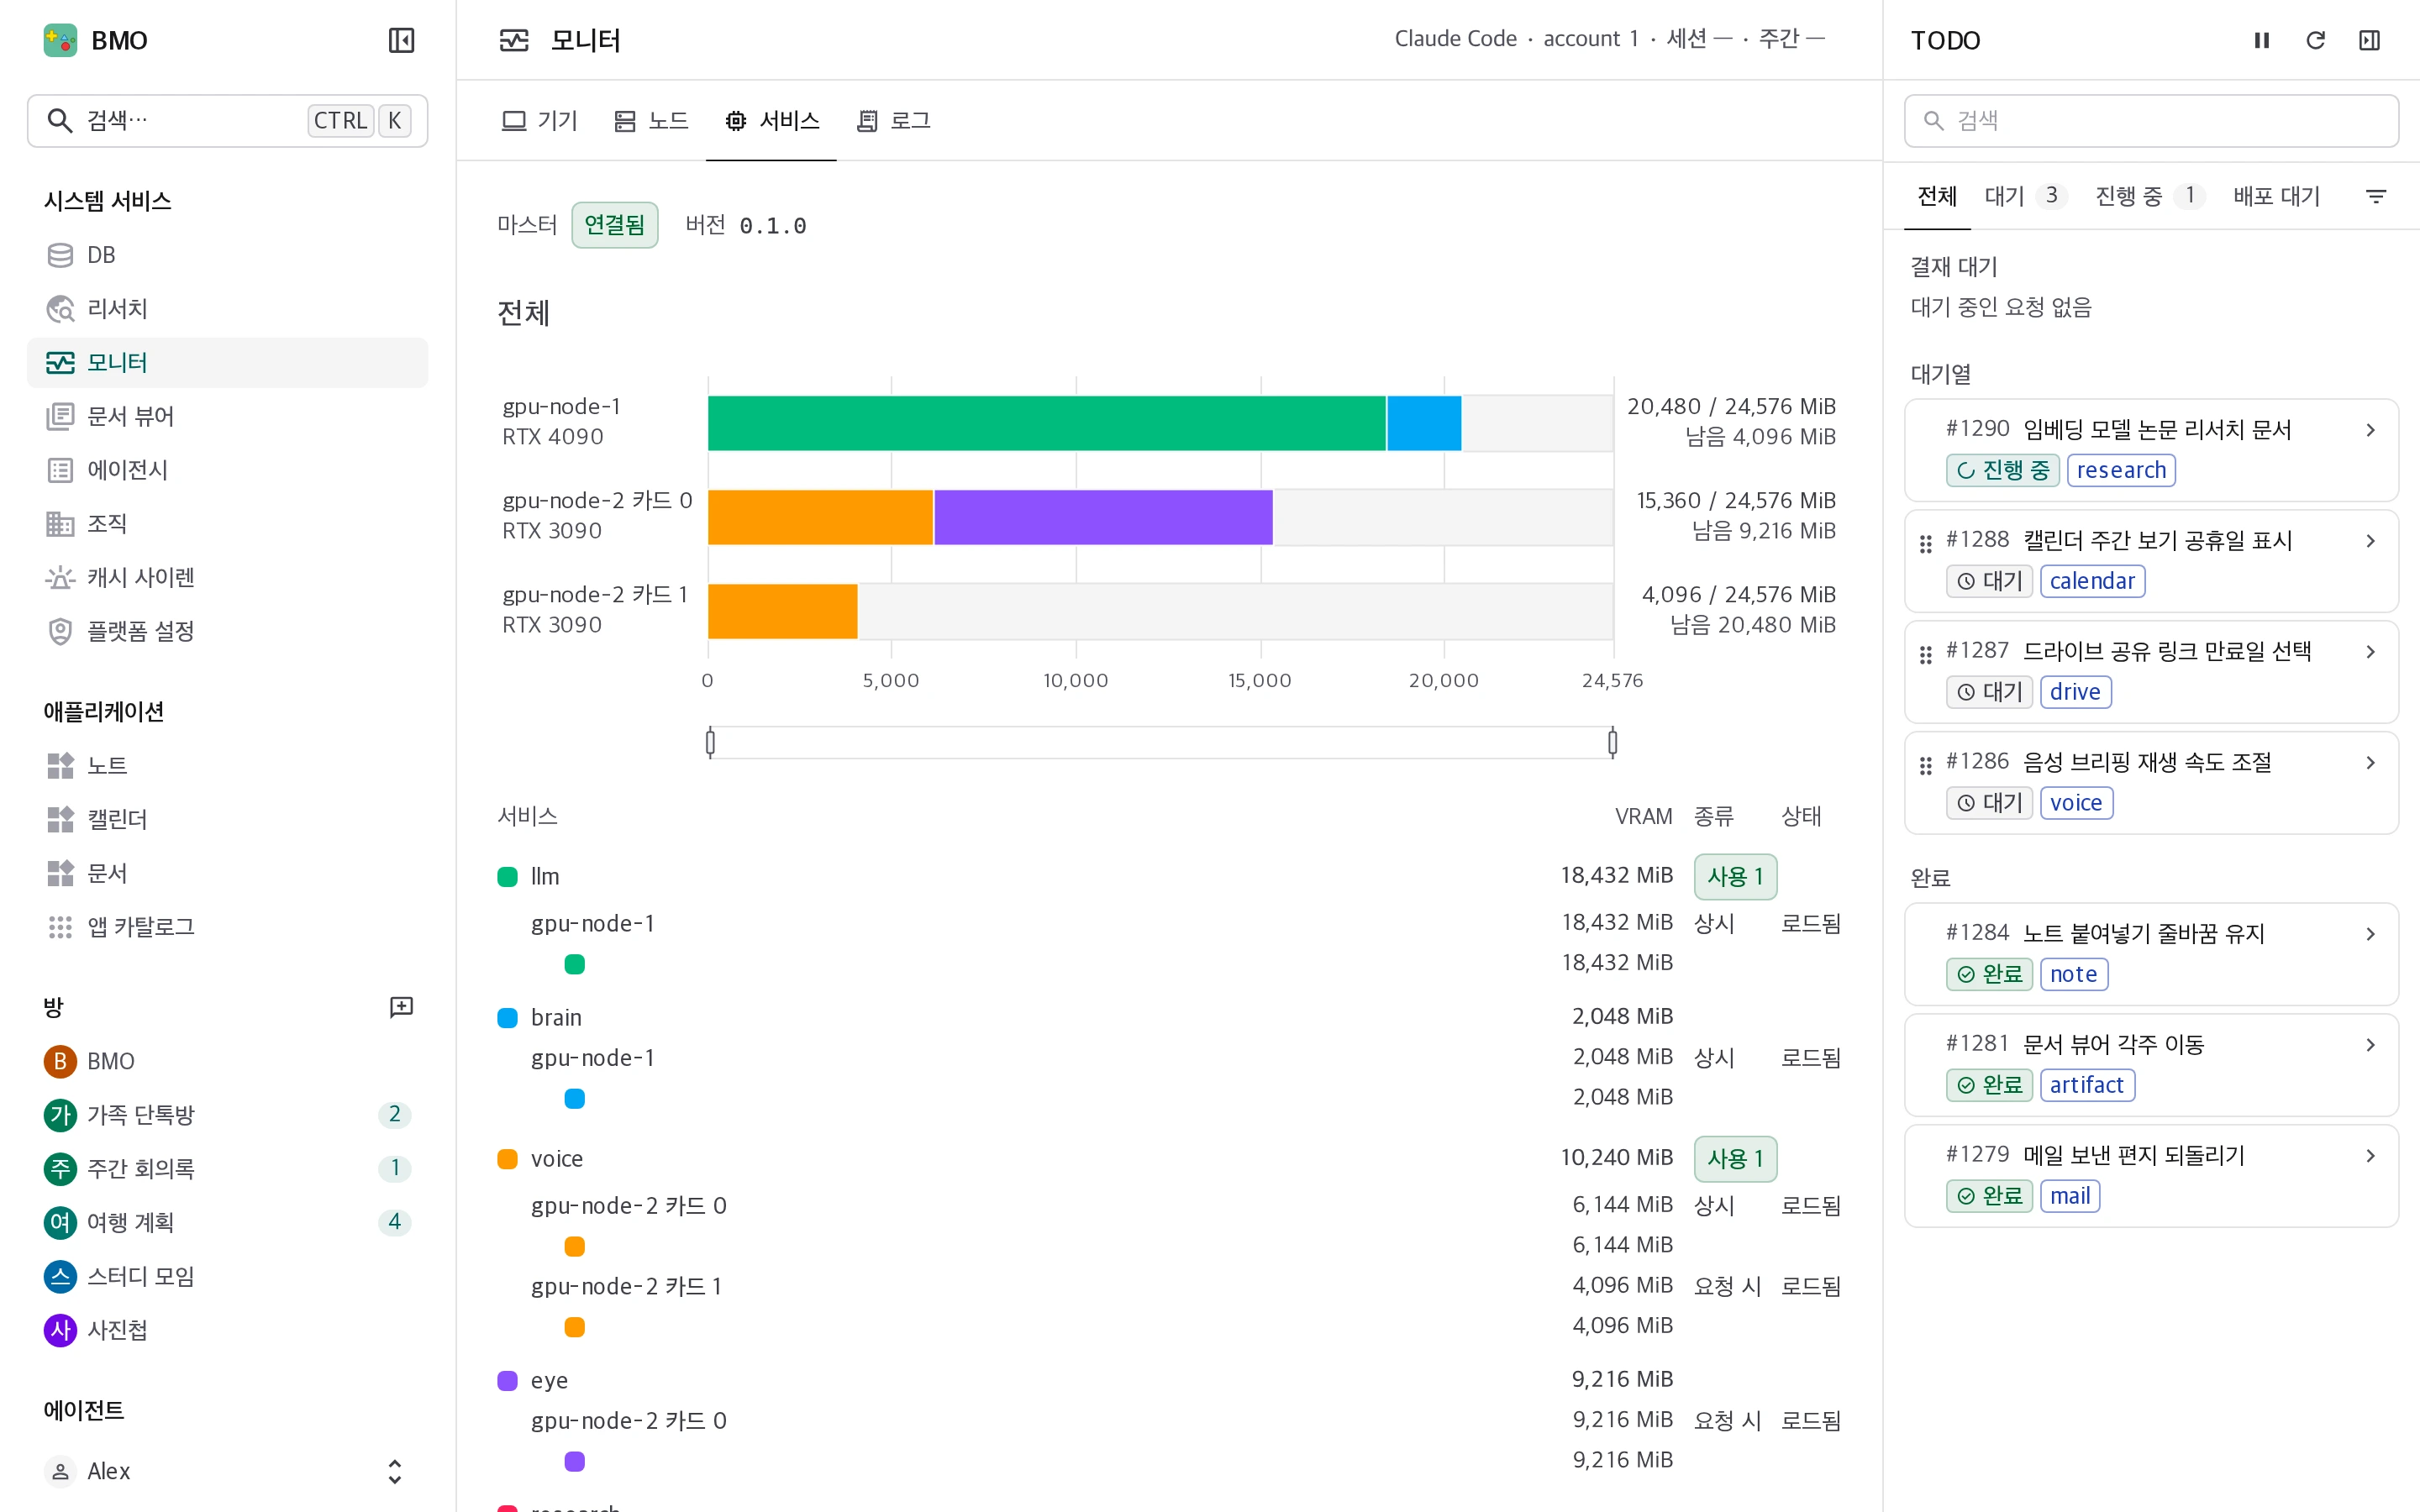 BMO
검색…
CTRL K
시스템 서비스
DB
리서치
모니터
문서 뷰어
에이전시
조직
캐시 사이렌
플랫폼 설정
애플리케이션
노트
캘린더
문서
앱 카탈로그
방
B BMO
가 가족 단톡방 2
주 주간 회의록 1
여 여행 계획 4
스 스터디 모임
사 사진첩
에이전트
Alex
모니터
Claude Code · account 1 · 세션 — · 주간 —
기기 노드 서비스 로그
마스터 연결됨 버전 0.1.0
전체
gpu-node-1
RTX 4090
20,480 / 24,576 MiB
남음 4,096 MiB
gpu-node-2 카드 0
RTX 3090
15,360 / 24,576 MiB
남음 9,216 MiB
gpu-node-2 카드 1
RTX 3090
4,096 / 24,576 MiB
남음 20,480 MiB
0 5,000 10,000 15,000 20,000 24,576
서비스 VRAM 종류 상태
llm 18,432 MiB 사용 1
gpu-node-1 18,432 MiB 상시 로드됨
18,432 MiB
brain 2,048 MiB
gpu-node-1 2,048 MiB 상시 로드됨
2,048 MiB
voice 10,240 MiB 사용 1
gpu-node-2 카드 0 6,144 MiB 상시 로드됨
6,144 MiB
gpu-node-2 카드 1 4,096 MiB 요청 시 로드됨
4,096 MiB
eye 9,216 MiB
gpu-node-2 카드 0 9,216 MiB 요청 시 로드됨
9,216 MiB
TODO
검색
전체 대기 3 진행 중 1 배포 대기
결재 대기
대기 중인 요청 없음
대기열
#1290 임베딩 모델 논문 리서치 문서
진행 중 research
#1288 캘린더 주간 보기 공휴일 표시
대기 calendar
#1287 드라이브 공유 링크 만료일 선택
대기 drive
#1286 음성 브리핑 재생 속도 조절
대기 voice
완료
#1284 노트 붙여넣기 줄바꿈 유지
완료 note
#1281 문서 뷰어 각주 이동
완료 artifact
#1279 메일 보낸 편지 되돌리기
완료 mail